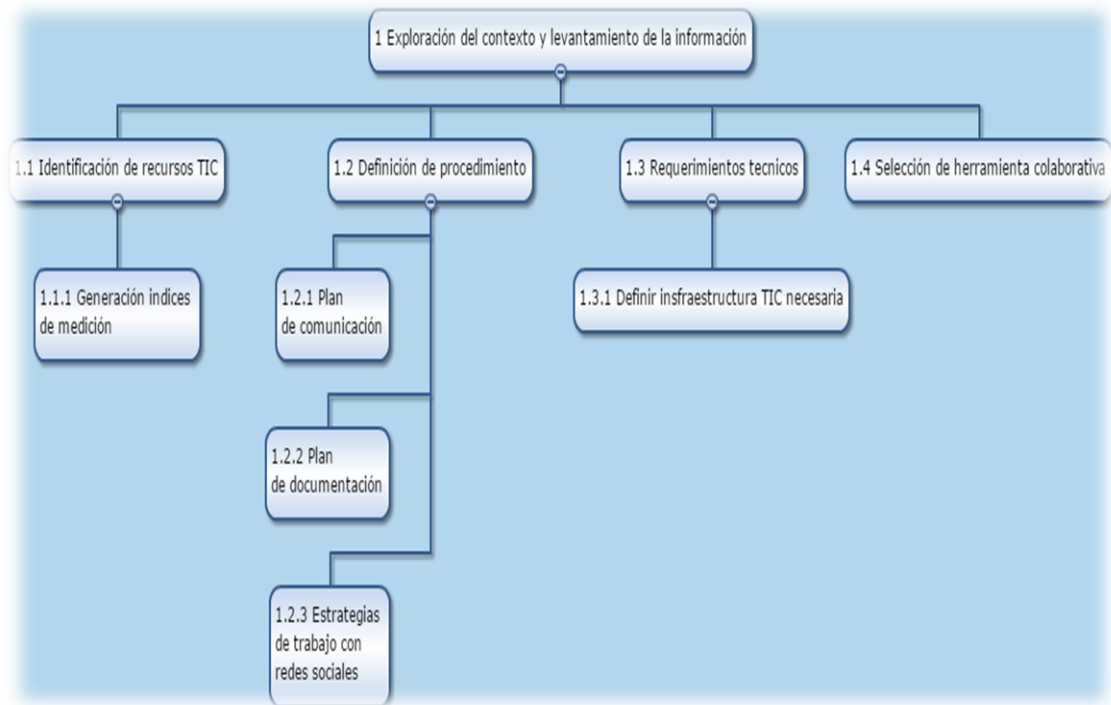 1 Exploración del contexto y levantamiento de la información
1.1 Identificación de recursos TIC
1.2 Definición de procedimiento
1.3 Requerimientos tecnicos
1.4 Selección de herramienta colaborativa
1.1.1 Generación indices
de medición
1.2.1 Plan
de comunicación
1.3.1 Definir insfraestructura TIC necesaria
1.2.2 Plan
de documentación
1.2.3 Estrategias
de trabajo con
redes sociales